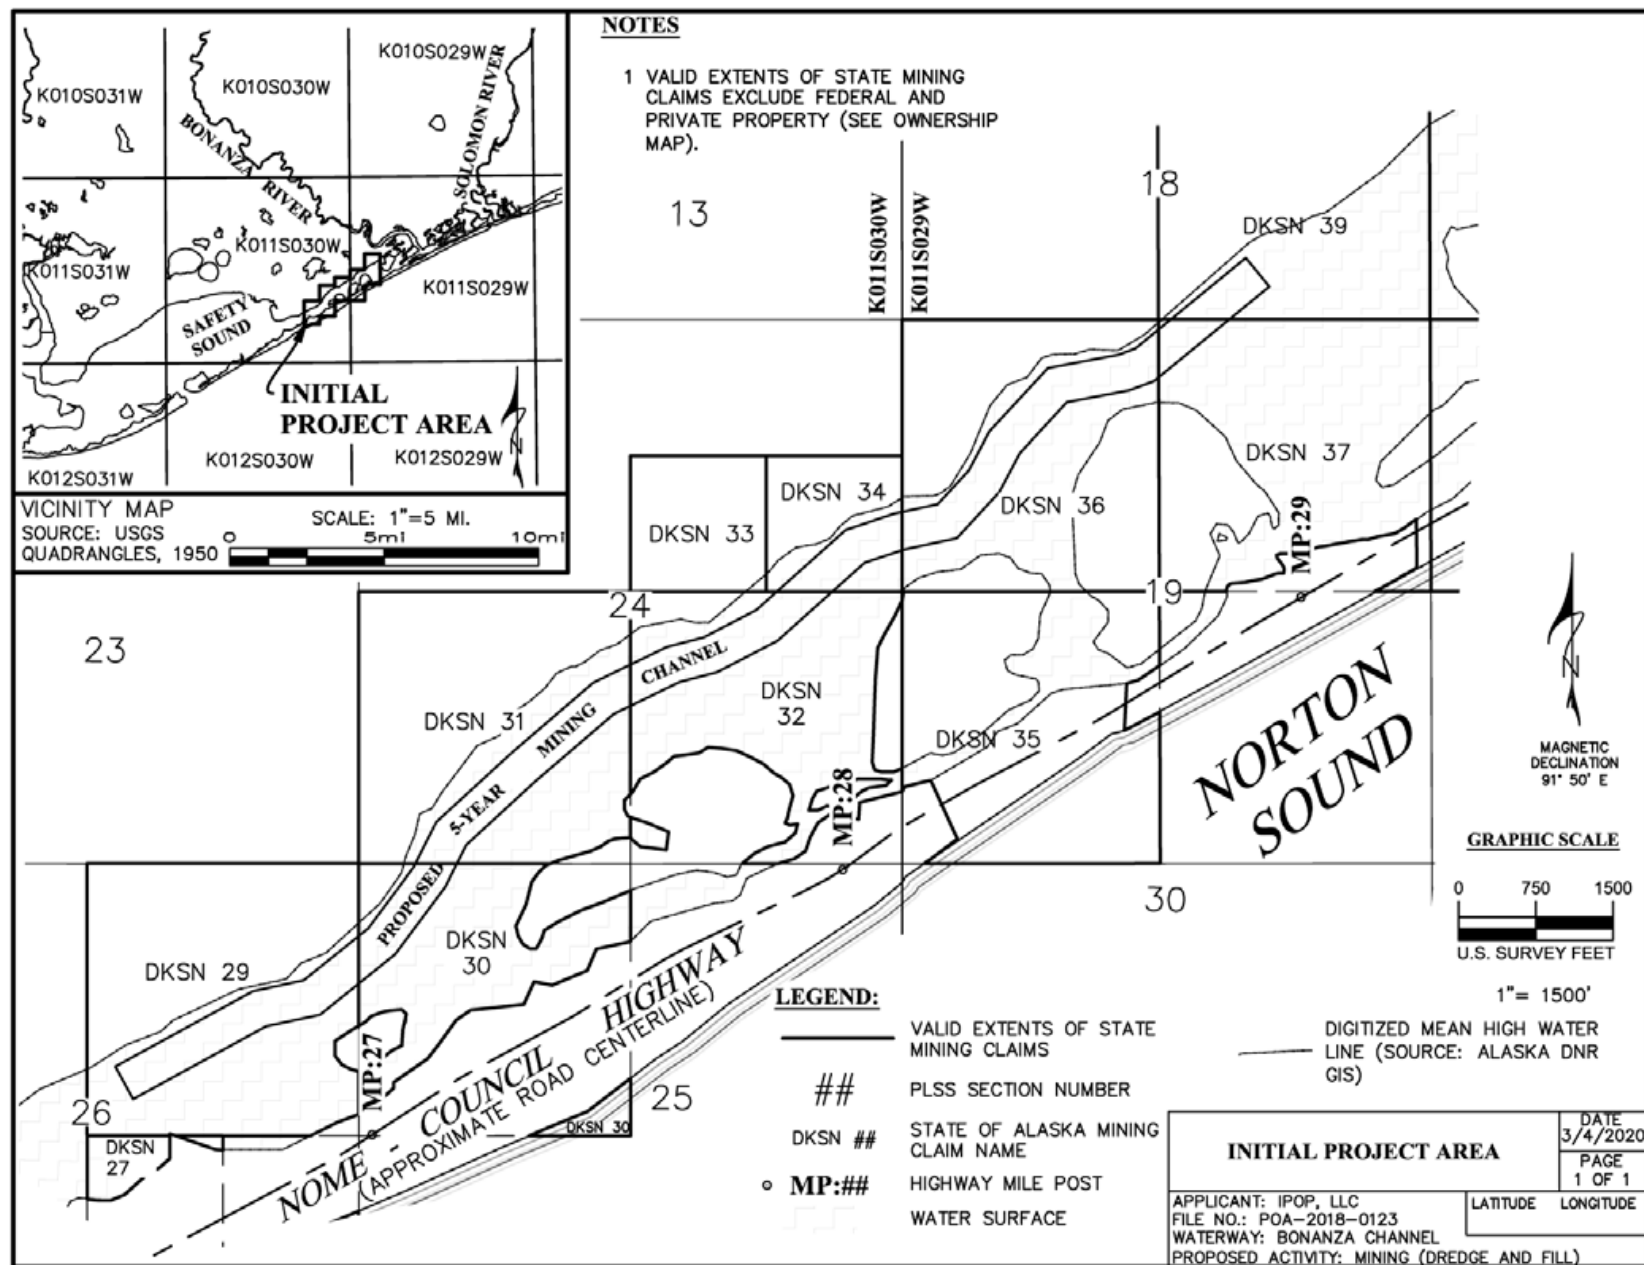 K010S031W
K010S030W
K010S029W
BONANZA RIVER
SOLOMON RIVER
K011S031W
K011S030W
K011S029W
SAFETY
SOUND
INITIAL
PROJECT AREA
N
K012S031W
K012S030W
K012S029W
VICINITY MAP
SOURCE: USGS
QUADRANGLES, 1950
SCALE: 1"=5 MI.
0 5mi 10mi
NOTES
1 VALID EXTENTS OF STATE MINING
CLAIMS EXCLUDE FEDERAL AND
PRIVATE PROPERTY (SEE OWNERSHIP
MAP).
13
K011S030W
K011S029W
18
DKSN 39
DKSN 34
DKSN 33
DKSN 36
DKSN 37
MP:29
23
24
19
CHANNEL
DKSN 31
MINING
DKSN
32
DKSN 35
NORTON
SOUND
N
MAGNETIC
DECLINATION
91° 50' E
5-YEAR
MP:28
PROPOSED
GRAPHIC SCALE
0 750 1500
U.S. SURVEY FEET
1"= 1500'
30
DKSN 29
DKSN
30
NOME - COUNCIL HIGHWAY
(APPROXIMATE ROAD CENTERLINE)
MP:27
26
25
DKSN
27
DKSN 30
LEGEND:
VALID EXTENTS OF STATE
MINING CLAIMS
## PLSS SECTION NUMBER
DKSN ## STATE OF ALASKA MINING
CLAIM NAME
MP:## HIGHWAY MILE POST
WATER SURFACE
DIGITIZED MEAN HIGH WATER
LINE (SOURCE: ALASKA DNR
GIS)
INITIAL PROJECT AREA
DATE
3/4/2020
PAGE
1 OF 1
APPLICANT: IPOP, LLC
FILE NO.: POA-2018-0123
WATERWAY: BONANZA CHANNEL
PROPOSED ACTIVITY: MINING (DREDGE AND FILL)
LATITUDE LONGITUDE